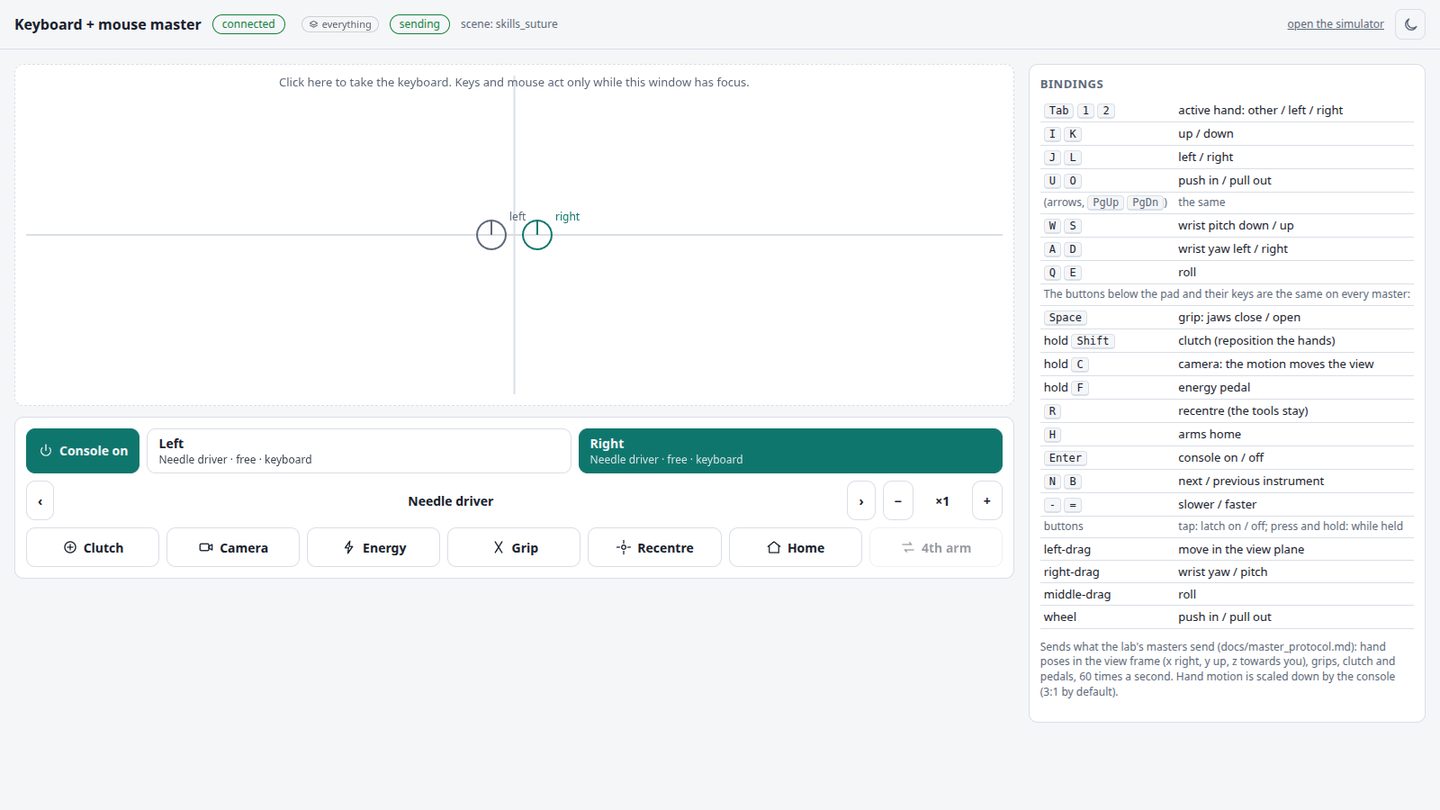 Keyboard + mouse master connected everything sending scene: skills_suture open the simulator
Click here to take the keyboard. Keys and mouse act only while this window has focus.
left right
Console on
Left
Needle driver · free · keyboard
Right
Needle driver · free · keyboard
‹ Needle driver › − ×1 +
Clutch Camera Energy Grip Recentre Home 4th arm
BINDINGS
Tab 1 2 active hand: other / left / right
I K up / down
J L left / right
U O push in / pull out
(arrows, PgUp PgDn) the same
W S wrist pitch down / up
A D wrist yaw left / right
Q E roll
The buttons below the pad and their keys are the same on every master:
Space grip: jaws close / open
hold Shift clutch (reposition the hands)
hold C camera: the motion moves the view
hold F energy pedal
R recentre (the tools stay)
H arms home
Enter console on / off
N B next / previous instrument
- = slower / faster
buttons tap: latch on / off; press and hold: while held
left-drag move in the view plane
right-drag wrist yaw / pitch
middle-drag roll
wheel push in / pull out
Sends what the lab's masters send (docs/master_protocol.md): hand
poses in the view frame (x right, y up, z towards you), grips, clutch and
pedals, 60 times a second. Hand motion is scaled down by the console
(3:1 by default).